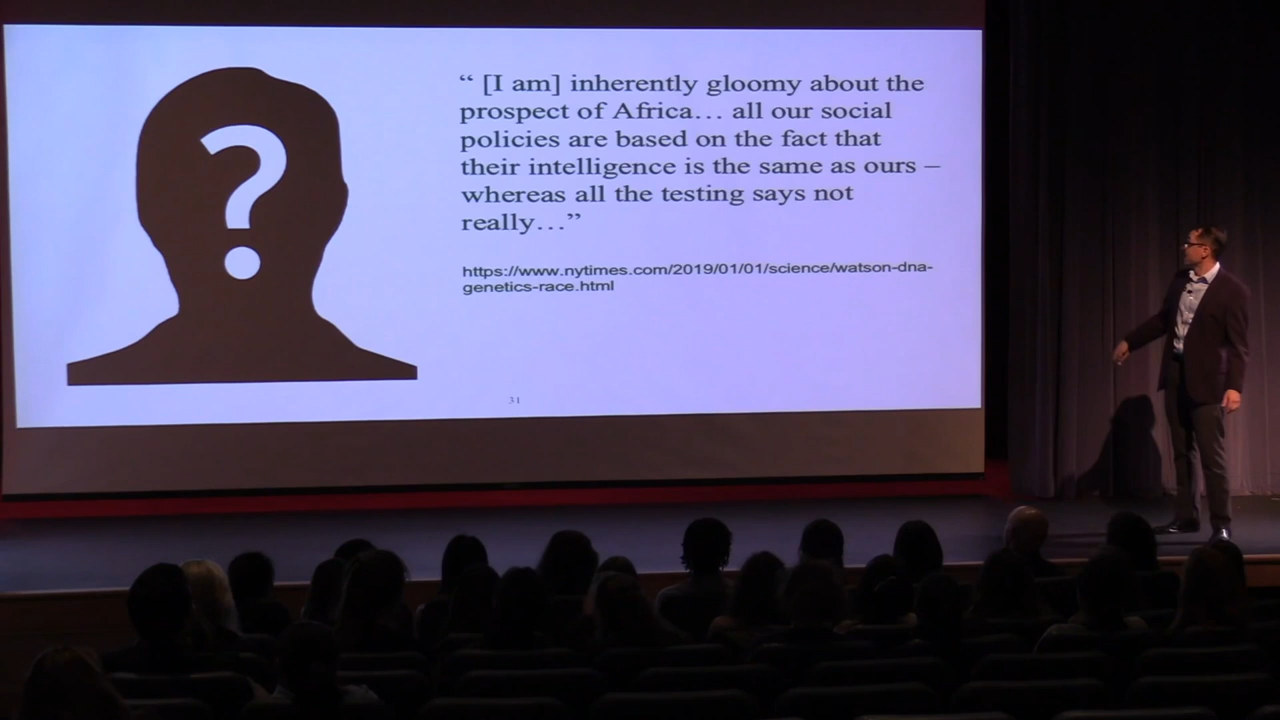 ?
“ [I am] inherently gloomy about the
prospect of Africa… all our social
policies are based on the fact that
their intelligence is the same as ours –
whereas all the testing says not
really…”
https://www.nytimes.com/2019/01/01/science/watson-dna-
genetics-race.html
31